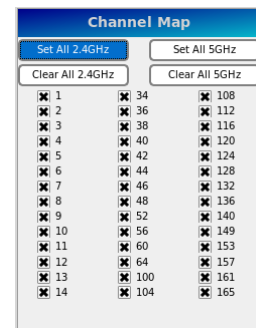 Channel Map
Set All 2.4GHz Set All 5GHz
Clear All 2.4GHz Clear All 5GHz
1 34 108
2 36 112
3 38 116
4 40 120
5 42 124
6 44 128
7 46 132
8 48 136
9 52 140
10 56 149
11 60 153
12 64 157
13 100 161
14 104 165